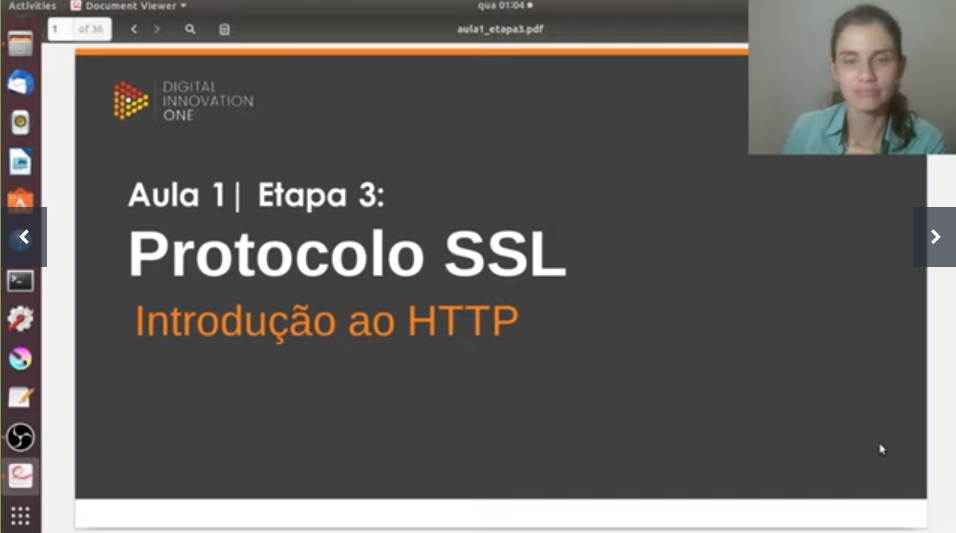 Activities
Document Viewer
qua 01:04
1 of 36
aula1_etapa3.pdf
DIGITAL
INNOVATION
ONE
Aula 1| Etapa 3:
Protocolo SSL
Introdução ao HTTP